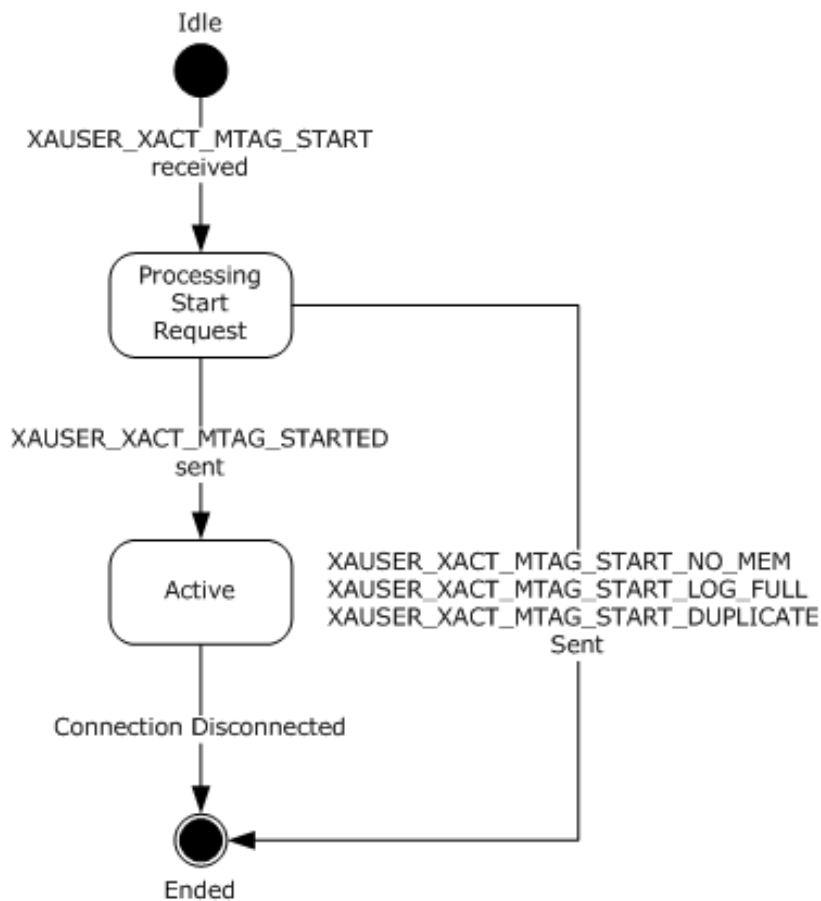 Idle
XAUSER_XACT_MTAG_START
received
Processing
Start
Request
XAUSER_XACT_MTAG_STARTED
sent
Active
XAUSER_XACT_MTAG_START_NO_MEM
XAUSER_XACT_MTAG_START_LOG_FULL
XAUSER_XACT_MTAG_START_DUPLICATE
Sent
Connection Disconnected
Ended